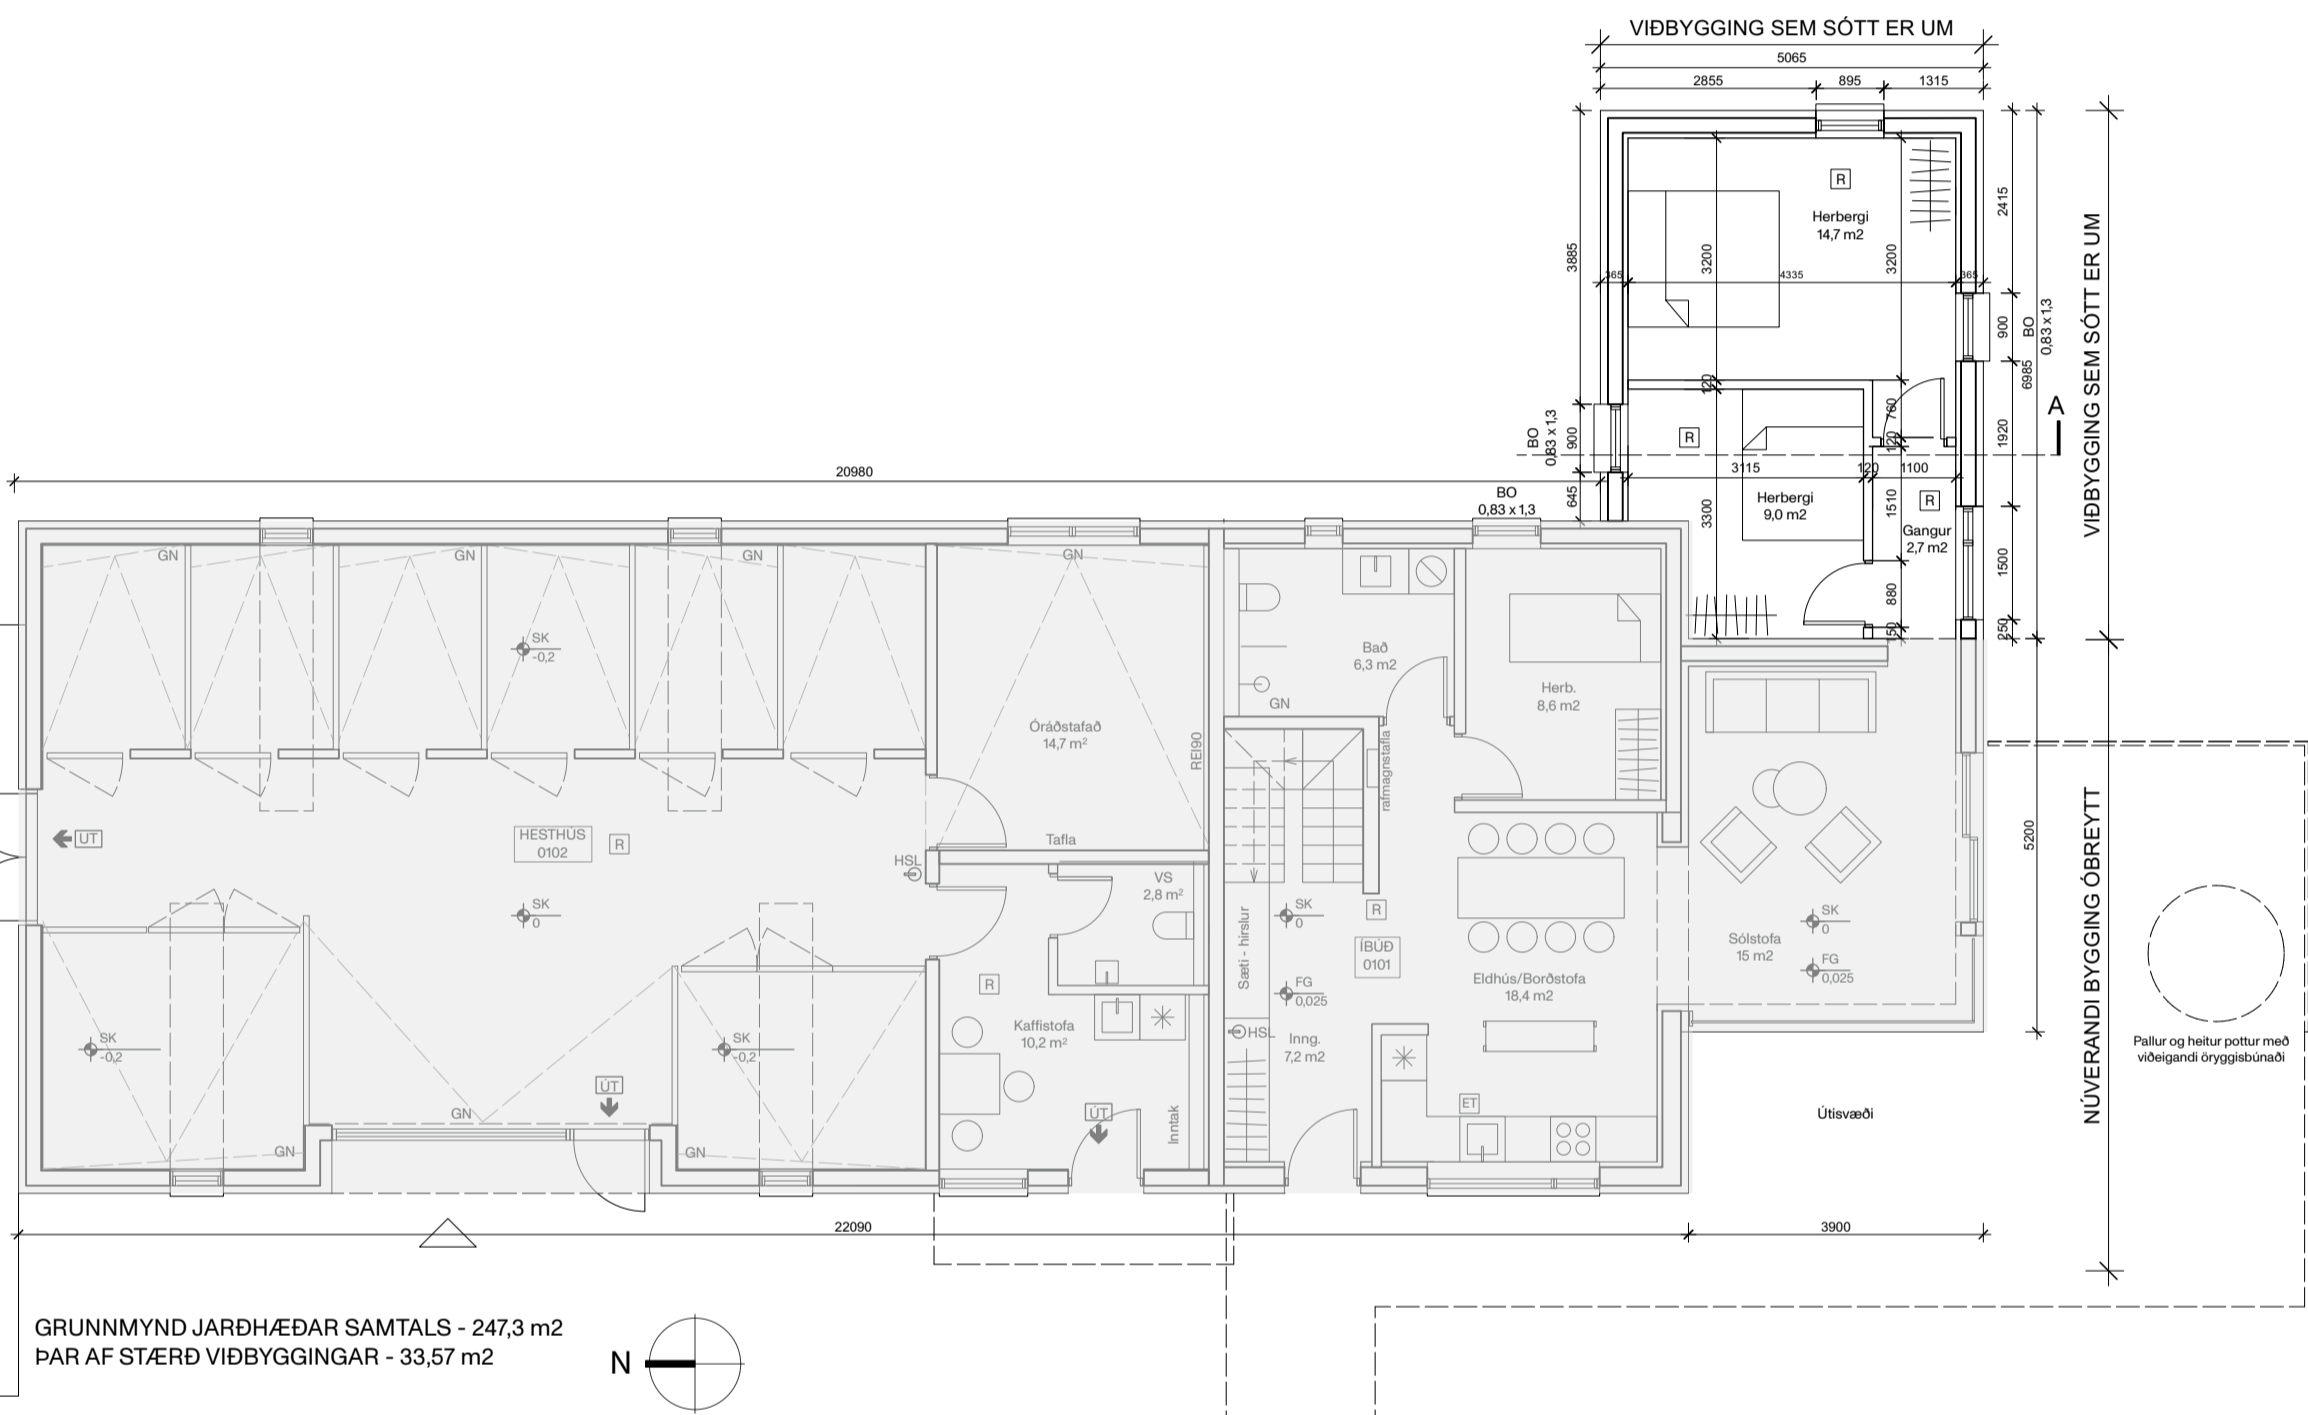 VIÐBYGGING SEM SÓTT ER UM
5065
2855
895
1315
3885
900
645
BO
0,83 x 1,3
BO
0,83 x 1,3
R
Herbergi
14,7 m2
3200
3200
365
4335
365
2415
900
BO
0,83 x 1,3
6985
1920
1500
250
VIÐBYGGING SEM SÓTT ER UM
A
120
760
120
R
3115
120
1100
Herbergi
9,0 m2
3300
1510
R
Gangur
2,7 m2
880
150
20980
GN
GN
GN
GN
SK
-0,2
Óráðstafað
14,7 m²
REI90
Tafla
Bað
6,3 m2
GN
rafmagnstafla
Herb.
8,6 m2
UT
HESTHÚS
0102
R
HSL
VS
2,8 m²
SK
0
SK
0
R
ÍBÚÐ
0101
Sæti - hirslur
FG
0,025
Eldhús/Borðstofa
18,4 m2
Sólstofa
15 m2
SK
0
FG
0,025
5200
NÚVERANDI BYGGING ÓBREYTT
R
Kaffistofa
10,2 m²
HSL
Inng.
7,2 m2
SK
-0,2
SK
-0,2
ÚT
GN
GN
GN
ÚT
Inntak
ET
Pallur og heitur pottur með
viðeigandi öryggisbúnaði
Útisvæði
22090
3900
GRUNNMYND JARÐHÆÐAR SAMTALS - 247,3 m2
ÞAR AF STÆRÐ VIÐBYGGINGAR - 33,57 m2
N